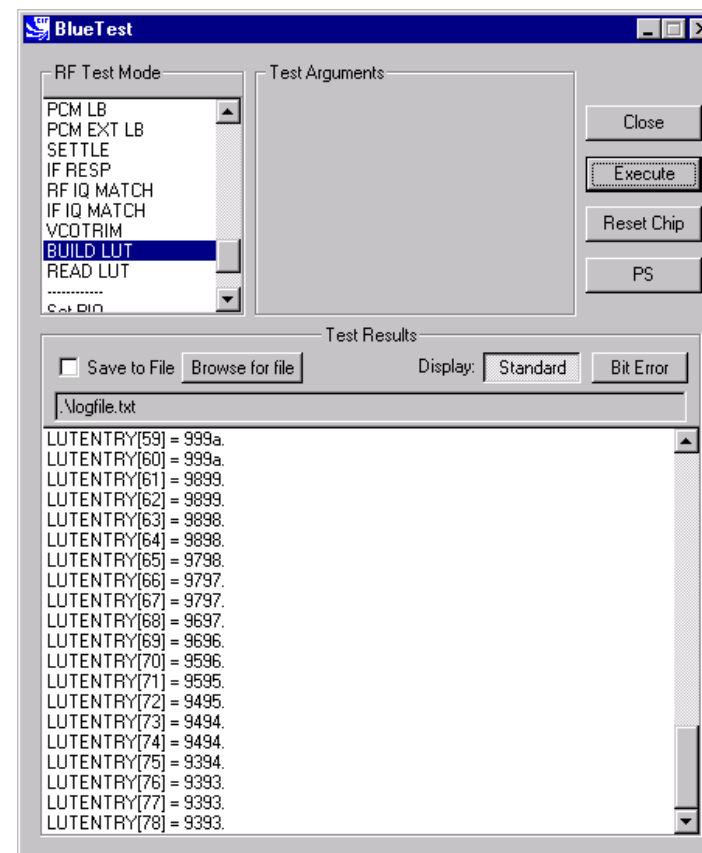 BlueTest
RF Test Mode
PCM LB
PCM EXT LB
SETTLE
IF RESP
RF IQ MATCH
IF IQ MATCH
VCOTRIM
BUILD LUT
READ LUT
------------
Set PIO
Test Arguments
Close
Execute
Reset Chip
PS
Test Results
Save to File
Browse for file
Display:
Standard
Bit Error
.\logfile.txt
LUTENTRY[59] = 999a.
LUTENTRY[60] = 999a.
LUTENTRY[61] = 9899.
LUTENTRY[62] = 9899.
LUTENTRY[63] = 9898.
LUTENTRY[64] = 9898.
LUTENTRY[65] = 9798.
LUTENTRY[66] = 9797.
LUTENTRY[67] = 9797.
LUTENTRY[68] = 9697.
LUTENTRY[69] = 9696.
LUTENTRY[70] = 9596.
LUTENTRY[71] = 9595.
LUTENTRY[72] = 9495.
LUTENTRY[73] = 9494.
LUTENTRY[74] = 9494.
LUTENTRY[75] = 9394.
LUTENTRY[76] = 9393.
LUTENTRY[77] = 9393.
LUTENTRY[78] = 9393.